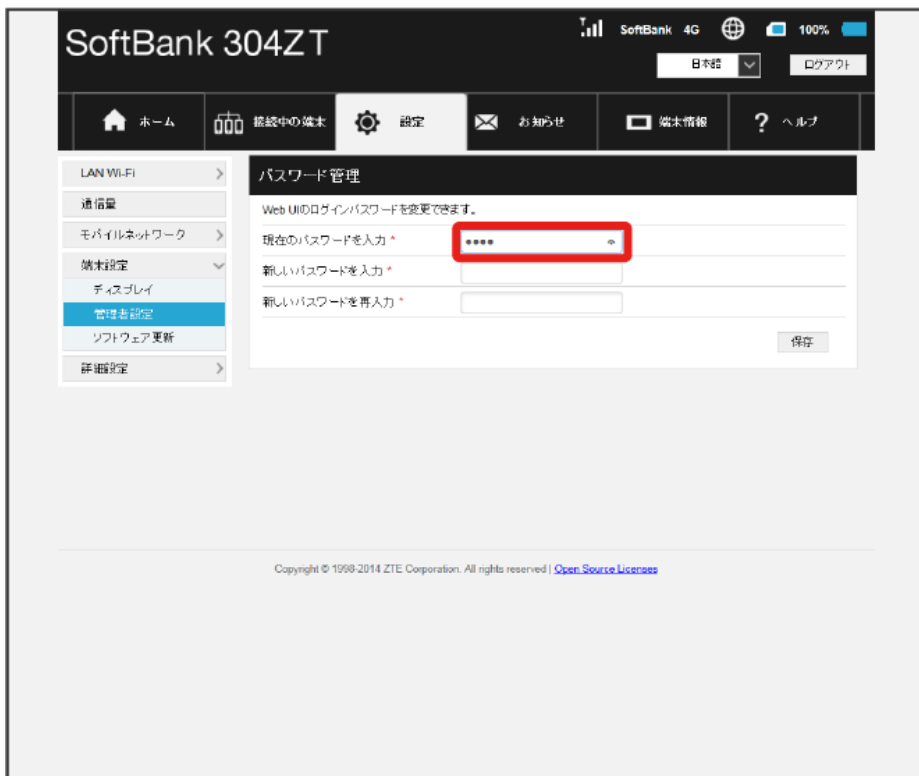 SoftBank 304ZT
SoftBank 4G 100%
日本語 ログアウト
ホーム 接続中の端末 設定 お知らせ 端末情報 ? ヘルプ
LAN Wi-Fi
通信量
モバイルネットワーク
端末設定
ディスプレイ
管理者設定
ソフトウェア更新
詳細設定
パスワード管理
Web UIのログインパスワードを変更できます。
現在のパスワードを入力 * ••••
新しいパスワードを入力 *
新しいパスワードを再入力 *
保存
Copyright © 1998-2014 ZTE Corporation. All rights reserved | Open Source Licenses